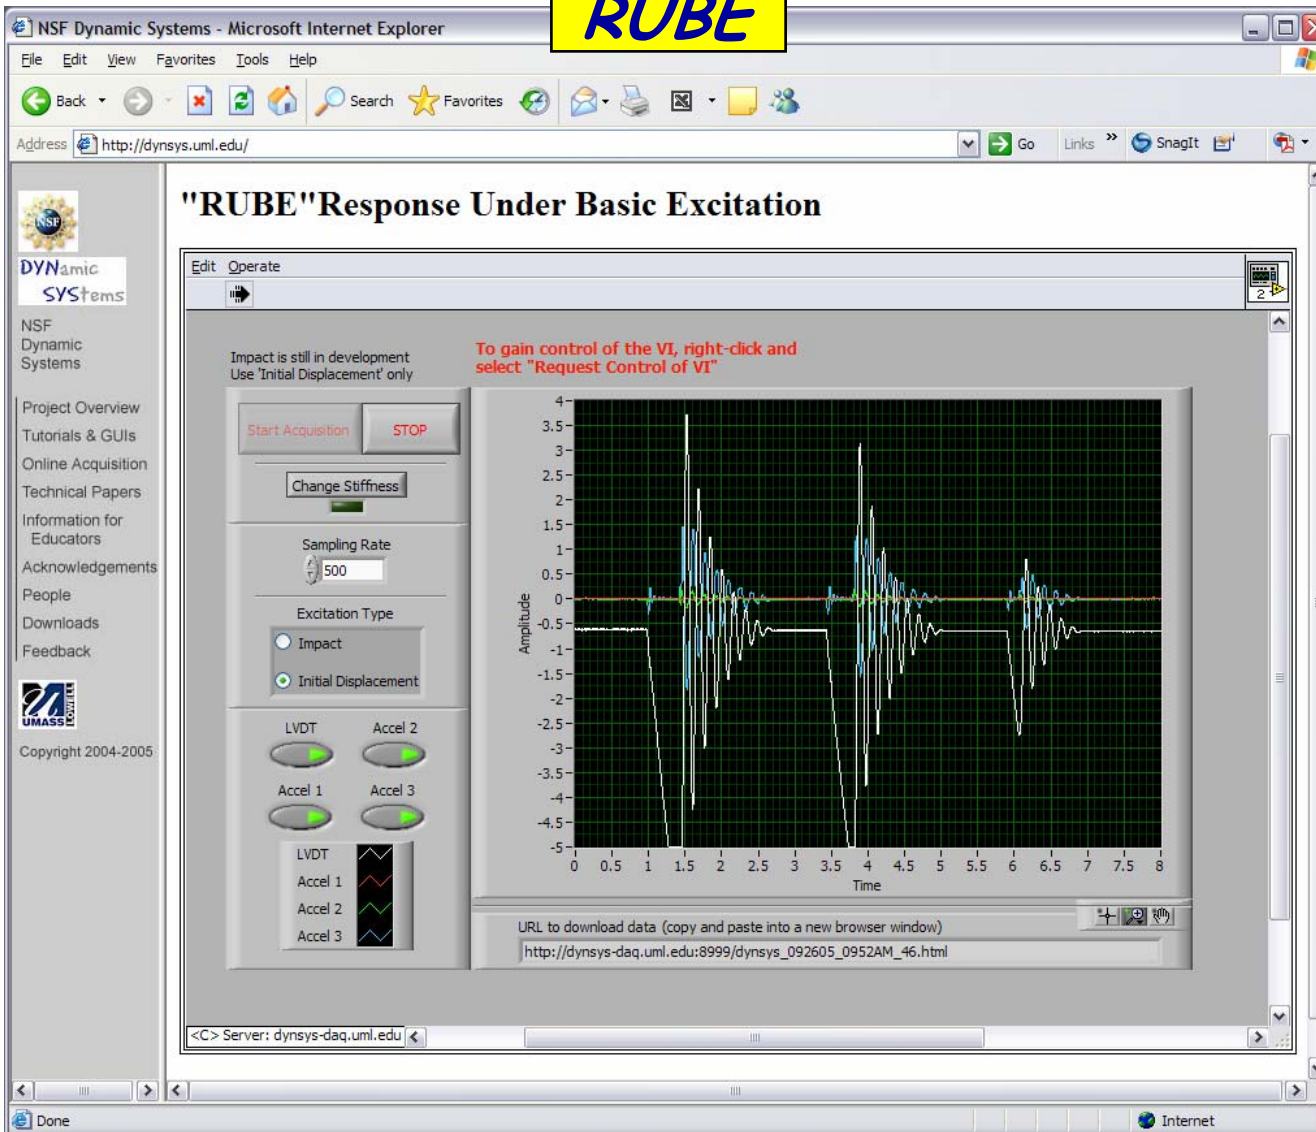 RUBE
NSF Dynamic Systems - Microsoft Internet Explorer
File Edit View Favorites Tools Help
Back Search Favorites
Address http://dynsys.uml.edu/ Go Links » SnagIt
NSF
DYNamic
SYStems
NSF
Dynamic
Systems
Project Overview
Tutorials & GUIs
Online Acquisition
Technical Papers
Information for
Educators
Acknowledgements
People
Downloads
Feedback
UMASS
LOWELL
Copyright 2004-2005
"RUBE"Response Under Basic Excitation
Edit Operate
2
Impact is still in development
Use 'Initial Displacement' only
To gain control of the VI, right-click and
select "Request Control of VI"
Start Acquisition STOP
Change Stiffness
Sampling Rate
500
Excitation Type
Impact
Initial Displacement
LVDT Accel 2
Accel 1 Accel 3
LVDT
Accel 1
Accel 2
Accel 3
Amplitude
4
3.5
3
2.5
2
1.5
1
0.5
0
-0.5
-1
-1.5
-2
-2.5
-3
-3.5
-4
-4.5
-5
0 0.5 1 1.5 2 2.5 3 3.5 4 4.5 5 5.5 6 6.5 7 7.5 8
Time
URL to download data (copy and paste into a new browser window)
http://dynsys-daq.uml.edu:8999/dynsys_092605_0952AM_46.html
<C> Server: dynsys-daq.uml.edu
Done Internet